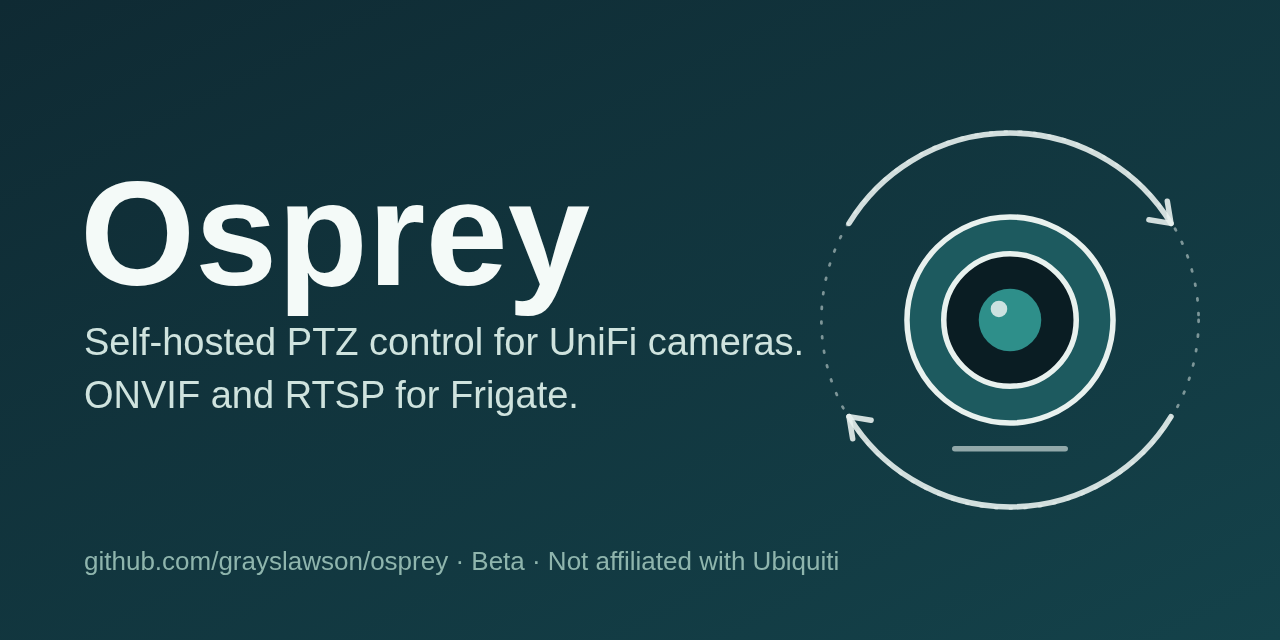 Osprey
Self-hosted PTZ control for UniFi cameras.
ONVIF and RTSP for Frigate.
github.com/grayslawson/osprey · Beta · Not affiliated with Ubiquiti